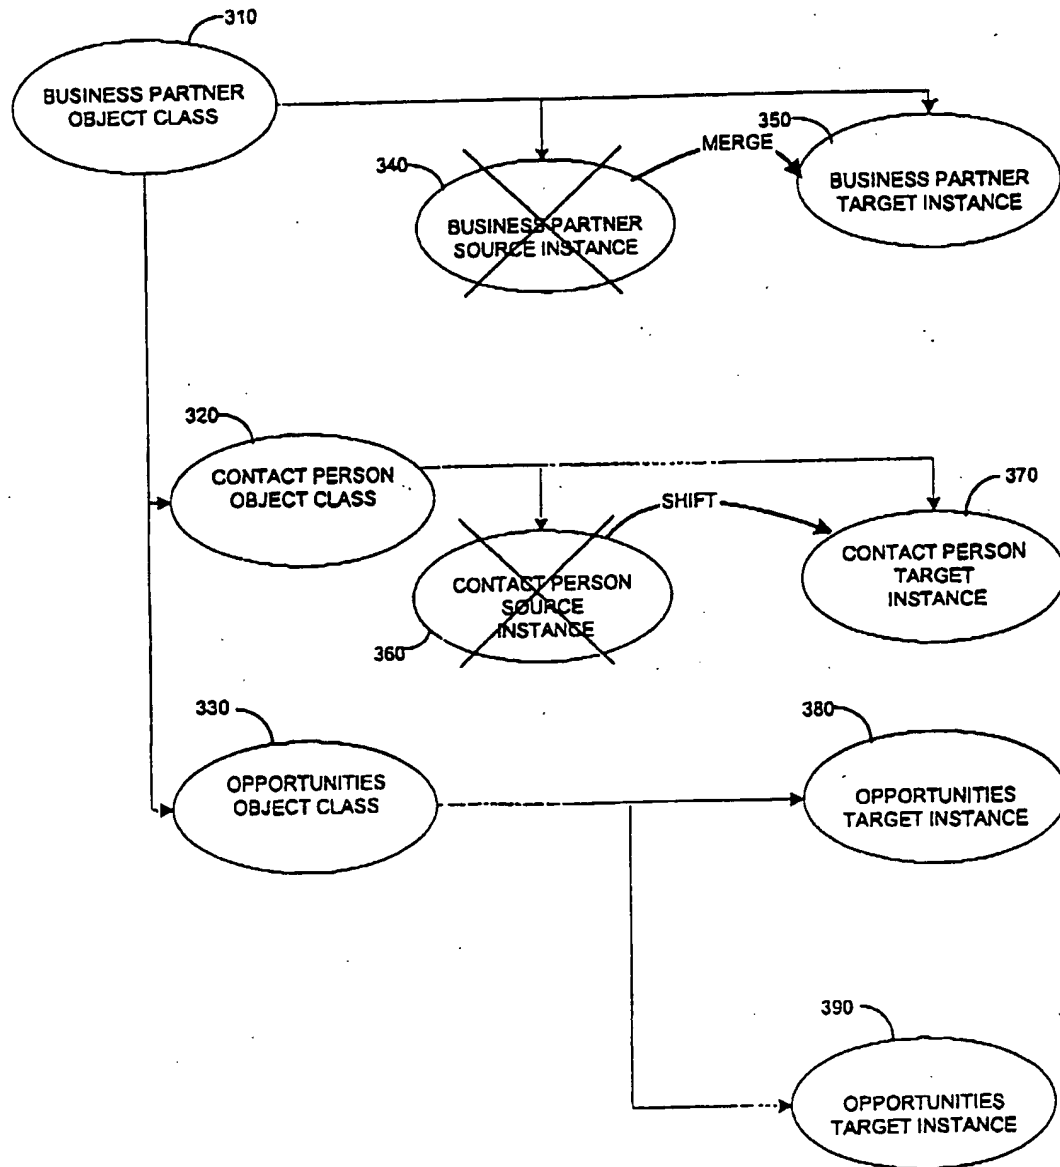 310
BUSINESS PARTNER
OBJECT CLASS
350
MERGE
340
BUSINESS PARTNER
TARGET INSTANCE
BUSINESS PARTNER
SOURCE INSTANCE
320
CONTACT PERSON
OBJECT CLASS
370
SHIFT
CONTACT PERSON
TARGET
INSTANCE
CONTACT PERSON
SOURCE
INSTANCE
360
330
380
OPPORTUNITIES
OBJECT CLASS
OPPORTUNITIES
TARGET INSTANCE
390
OPPORTUNITIES
TARGET INSTANCE